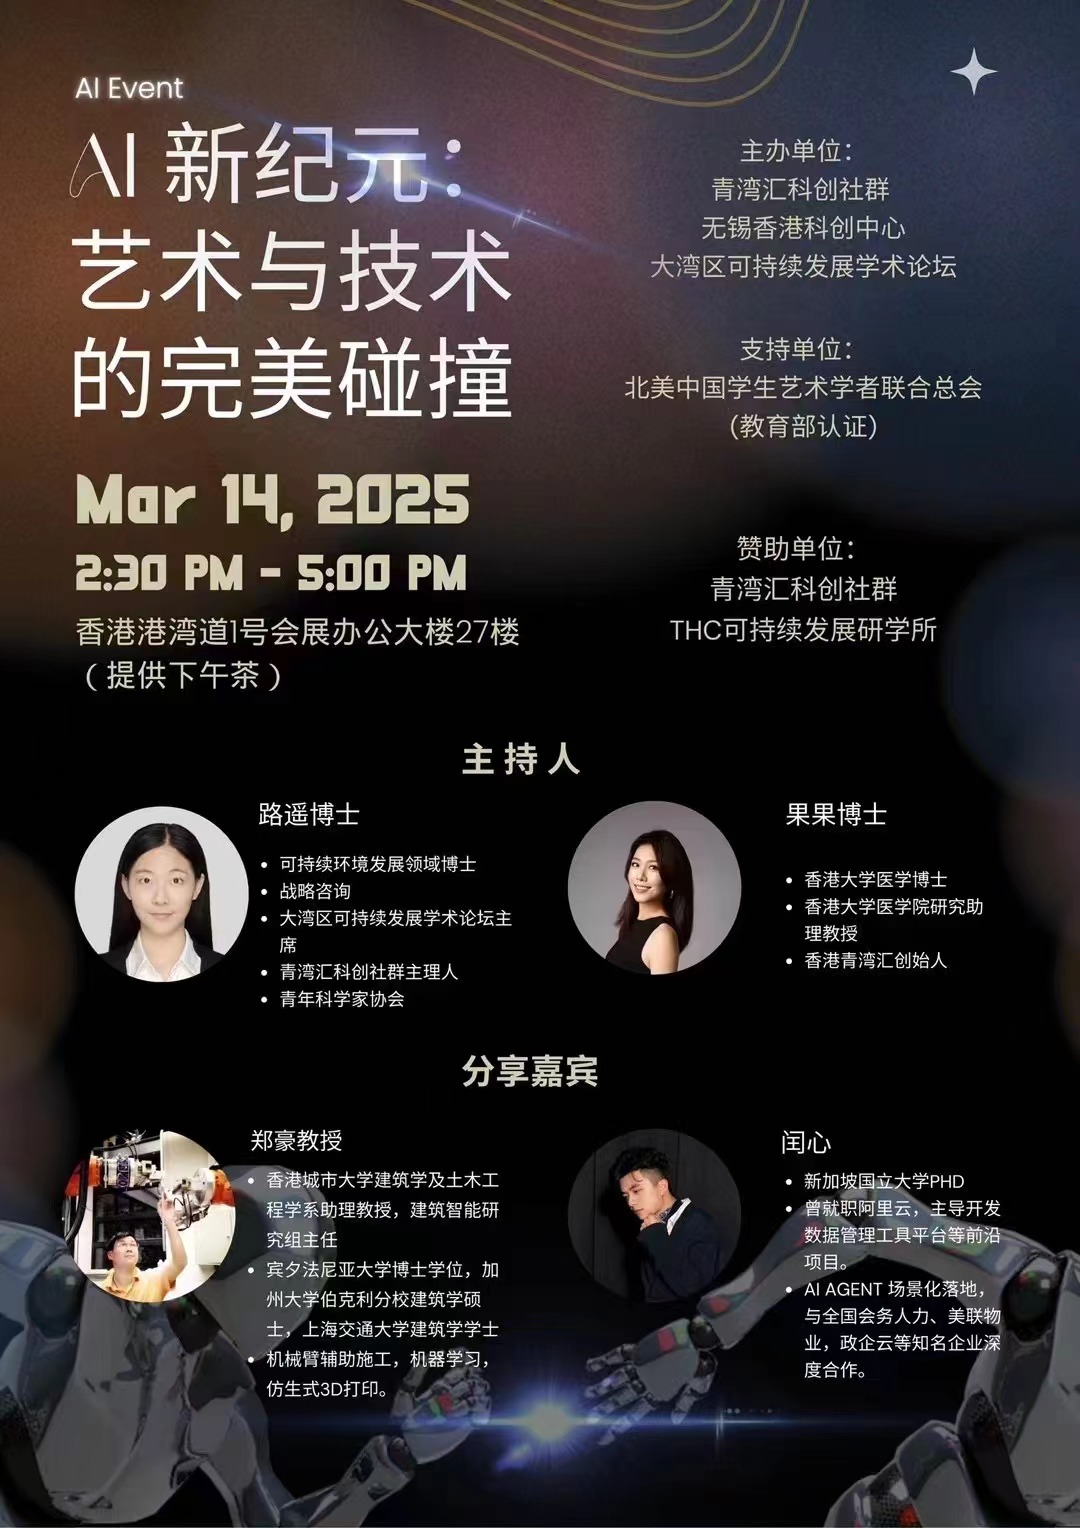 AI Event
AI 新纪元：
艺术与技术
的完美碰撞
Mar 14, 2025
2:30 PM - 5:00 PM
香港港湾道1号会展办公大楼27楼
（提供下午茶）
主办单位：
青湾汇科创社群
无锡香港科创中心
大湾区可持续发展学术论坛
支持单位：
北美中国学生艺术学者联合总会
(教育部认证)
赞助单位：
青湾汇科创社群
THC可持续发展研学所
主持人
路遥博士
• 可持续环境发展领域博士
• 战略咨询
• 大湾区可持续发展学术论坛主
席
• 青湾汇科创社群主理人
• 青年科学家协会
果果博士
• 香港大学医学博士
• 香港大学医学院研究助
理教授
• 香港青湾汇创始人
分享嘉宾
郑豪教授
• 香港城市大学建筑学及土木工
程学系助理教授，建筑智能研
究组主任
• 宾夕法尼亚大学博士学位，加
州大学伯克利分校建筑学硕
士，上海交通大学建筑学学士
• 机械臂辅助施工，机器学习，
仿生式3D打印。
闰心
• 新加坡国立大学PHD
• 曾就职阿里云，主导开发
数据管理工具平台等前沿
项目。
• AI AGENT 场景化落地，
与全国会务人力、美联物
业，政企云等知名企业深
度合作。